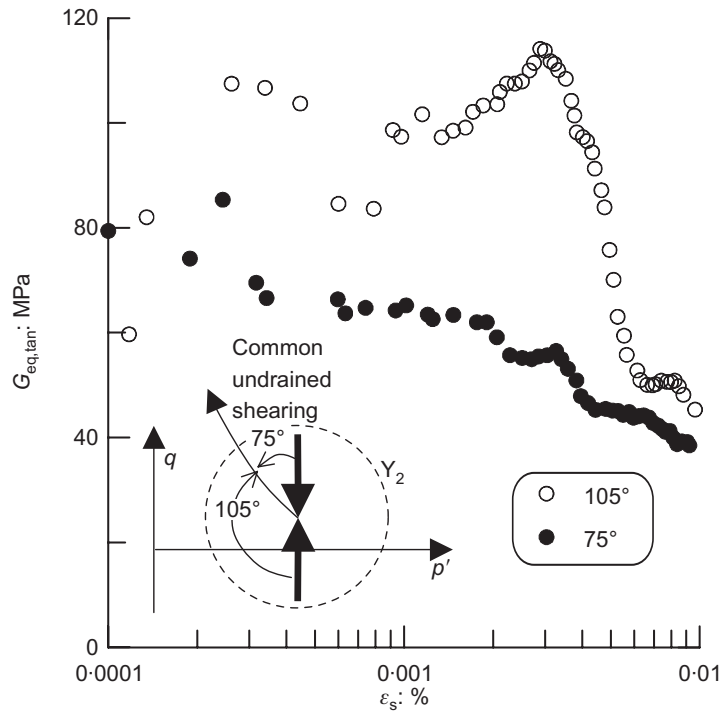 120
80
40
0
G_eq,tan: MPa
Common
undrained
shearing
75°
q
Y₂
105°
p′
105°
75°
0·0001
0·001
0·01
ε_s: %